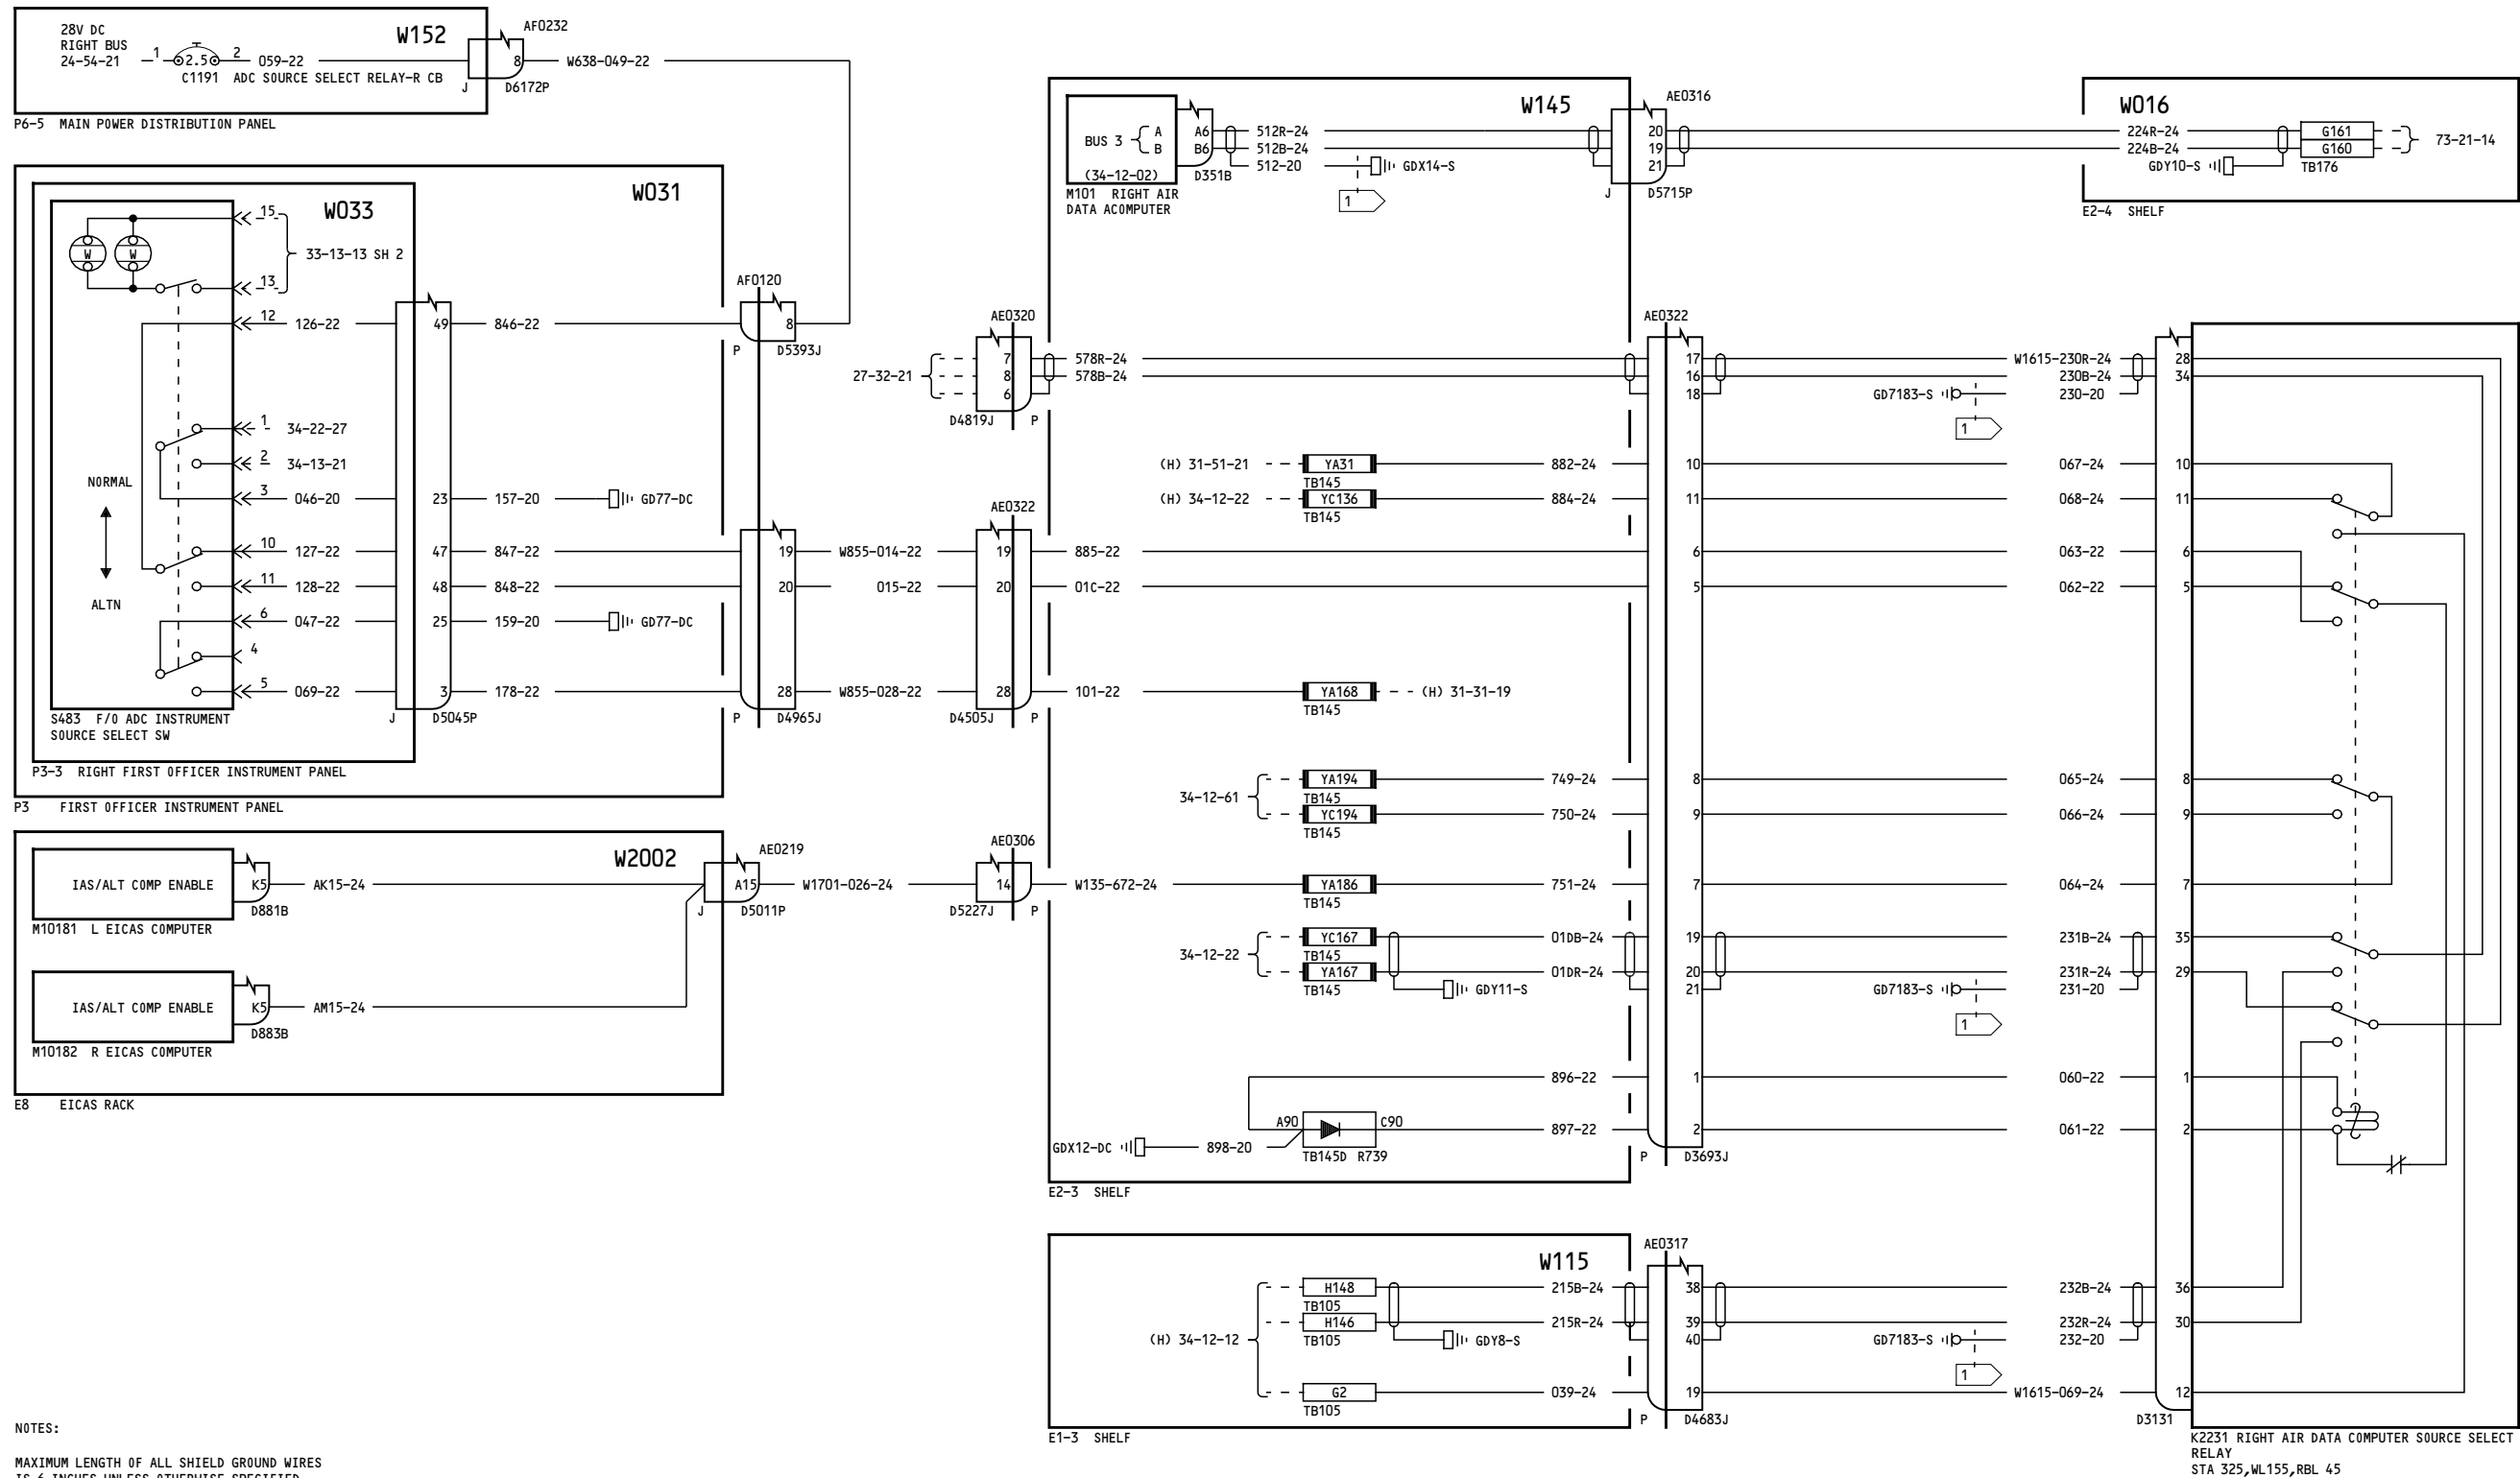 28V DC
RIGHT BUS
24-54-21
1
2.5
2
059-22
C1191 ADC SOURCE SELECT RELAY-R CB
W152
J
AF0232
8
D6172P
W638-049-22
P6-5 MAIN POWER DISTRIBUTION PANEL
W031
W033
W
W
15
33-13-13 SH 2
13
12
126-22
49
846-22
AF0120
8
P
D5393J
1
34-22-27
2
34-13-21
NORMAL
3
046-20
23
157-20
GD77-DC
10
127-22
47
847-22
19
W855-014-22
11
128-22
48
848-22
20
015-22
ALTN
6
047-22
25
159-20
GD77-DC
4
5
069-22
3
178-22
28
W855-028-22
J
D5045P
P
D4965J
S483 F/O ADC INSTRUMENT
SOURCE SELECT SW
P3-3 RIGHT FIRST OFFICER INSTRUMENT PANEL
P3 FIRST OFFICER INSTRUMENT PANEL
W2002
IAS/ALT COMP ENABLE
K5
AK15-24
D881B
M10181 L EICAS COMPUTER
AE0219
A15
J
D5011P
W1701-026-24
IAS/ALT COMP ENABLE
K5
AM15-24
D883B
M10182 R EICAS COMPUTER
E8 EICAS RACK
W145
BUS 3
A
B
A6
B6
512R-24
512B-24
512-20
GDX14-S
1
(34-12-02)
D351B
M101 RIGHT AIR
DATA ACOMPUTER
AE0316
20
19
21
J
D5715P
W016
224R-24
224B-24
GDY10-S
G161
G160
TB176
73-21-14
E2-4 SHELF
AE0320
27-32-21
7
8
6
578R-24
578B-24
D4819J
P
AE0322
17
16
18
W1615-230R-24
230B-24
230-20
GD7183-S
1
28
34
(H) 31-51-21
YA31
TB145
882-24
10
067-24
10
(H) 34-12-22
YC136
TB145
884-24
11
068-24
11
AE0322
19
885-22
6
063-22
6
20
01C-22
5
062-22
5
28
101-22
YA168
TB145
(H) 31-31-19
D4505J
P
34-12-61
YA194
TB145
749-24
8
065-24
8
YC194
TB145
750-24
9
066-24
9
AE0306
14
D5227J
P
W135-672-24
YA186
TB145
751-24
7
064-24
7
34-12-22
YC167
TB145
01DB-24
19
231B-24
35
YA167
TB145
01DR-24
20
231R-24
29
GDY11-S
21
GD7183-S
231-20
1
896-22
1
060-22
1
A90
C90
897-22
2
061-22
2
GDX12-DC
898-20
TB145D R739
P
D3693J
E2-3 SHELF
W115
AE0317
(H) 34-12-12
H148
TB105
215B-24
38
232B-24
36
H146
TB105
215R-24
39
232R-24
30
GDY8-S
40
GD7183-S
232-20
1
G2
TB105
039-24
19
W1615-069-24
12
P
D4683J
D3131
E1-3 SHELF
K2231 RIGHT AIR DATA COMPUTER SOURCE SELECT
RELAY
STA 325,WL155,RBL 45
NOTES:
MAXIMUM LENGTH OF ALL SHIELD GROUND WIRES
IS 6 INCHES UNLESS OTHERWISE SPECIFIED